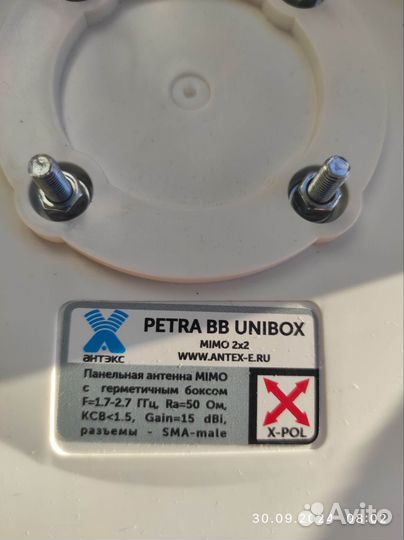 PETRA BB UNIBOX
MIMO 2x2
WWW.ANTEX-E.RU
АНТЭКС
Панельная антенна MIMO
с герметичным боксом
F=1.7-2.7 ГГц, Ra=50 Ом,
КСВ<1.5, Gain=15 dBi,
разъемы - SMA-male
X-POL
30.09.2024 08:02
Avito